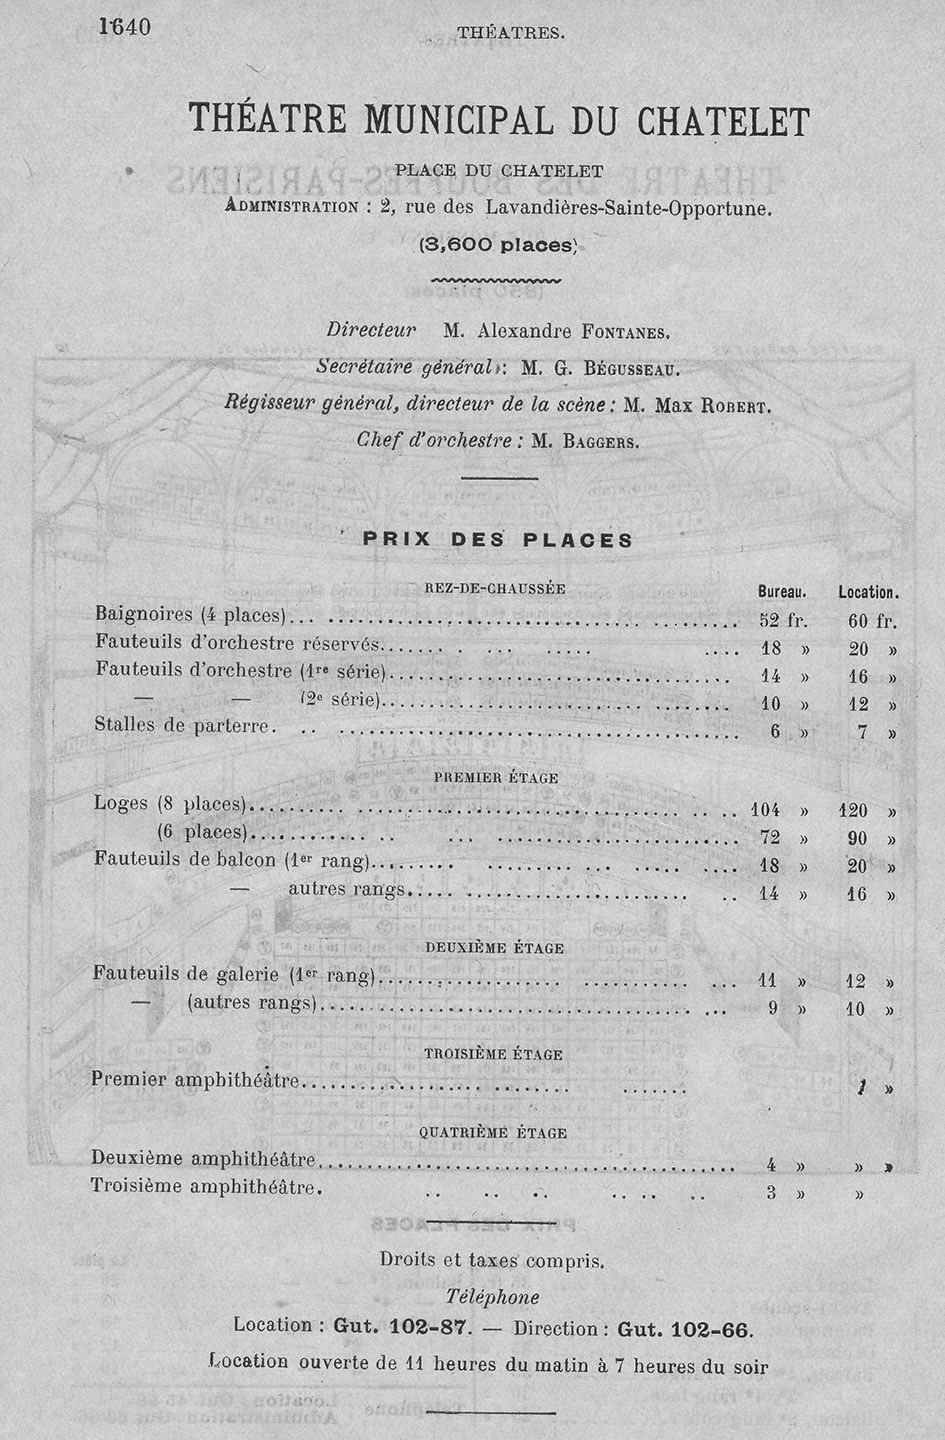 1640
THÉATRES.
THÉATRE MUNICIPAL DU CHATELET
PLACE DU CHATELET
ADMINISTRATION : 2, rue des Lavandières-Sainte-Opportune.
(3,600 places)
Directeur M. Alexandre FONTANES.
Secrétaire général : M. G. BÉGUSSEAU.
Régisseur général, directeur de la scène : M. Max ROBERT.
Chef d'orchestre : M. BAGGERS.
PRIX DES PLACES
REZ-DE-CHAUSSÉE Bureau. Location.
Baignoires (4 places) 52 fr. 60 fr.
Fauteuils d'orchestre réservés 18 » 20 »
Fauteuils d'orchestre (1re série) 14 » 16 »
— — (2e série) 10 » 12 »
Stalles de parterre 6 » 7 »
PREMIER ÉTAGE
Loges (8 places) 104 » 120 »
(6 places) 72 » 90 »
Fauteuils de balcon (1er rang) 18 » 20 »
— autres rangs 14 » 16 »
DEUXIÈME ÉTAGE
Fauteuils de galerie (1er rang) 11 » 12 »
— (autres rangs) 9 » 10 »
TROISIÈME ÉTAGE
Premier amphithéâtre »
QUATRIÈME ÉTAGE
Deuxième amphithéâtre 4 » » »
Troisième amphithéâtre. 3 » »
Droits et taxes compris.
Téléphone
Location : Gut. 102-87. — Direction : Gut. 102-66.
Location ouverte de 11 heures du matin à 7 heures du soir